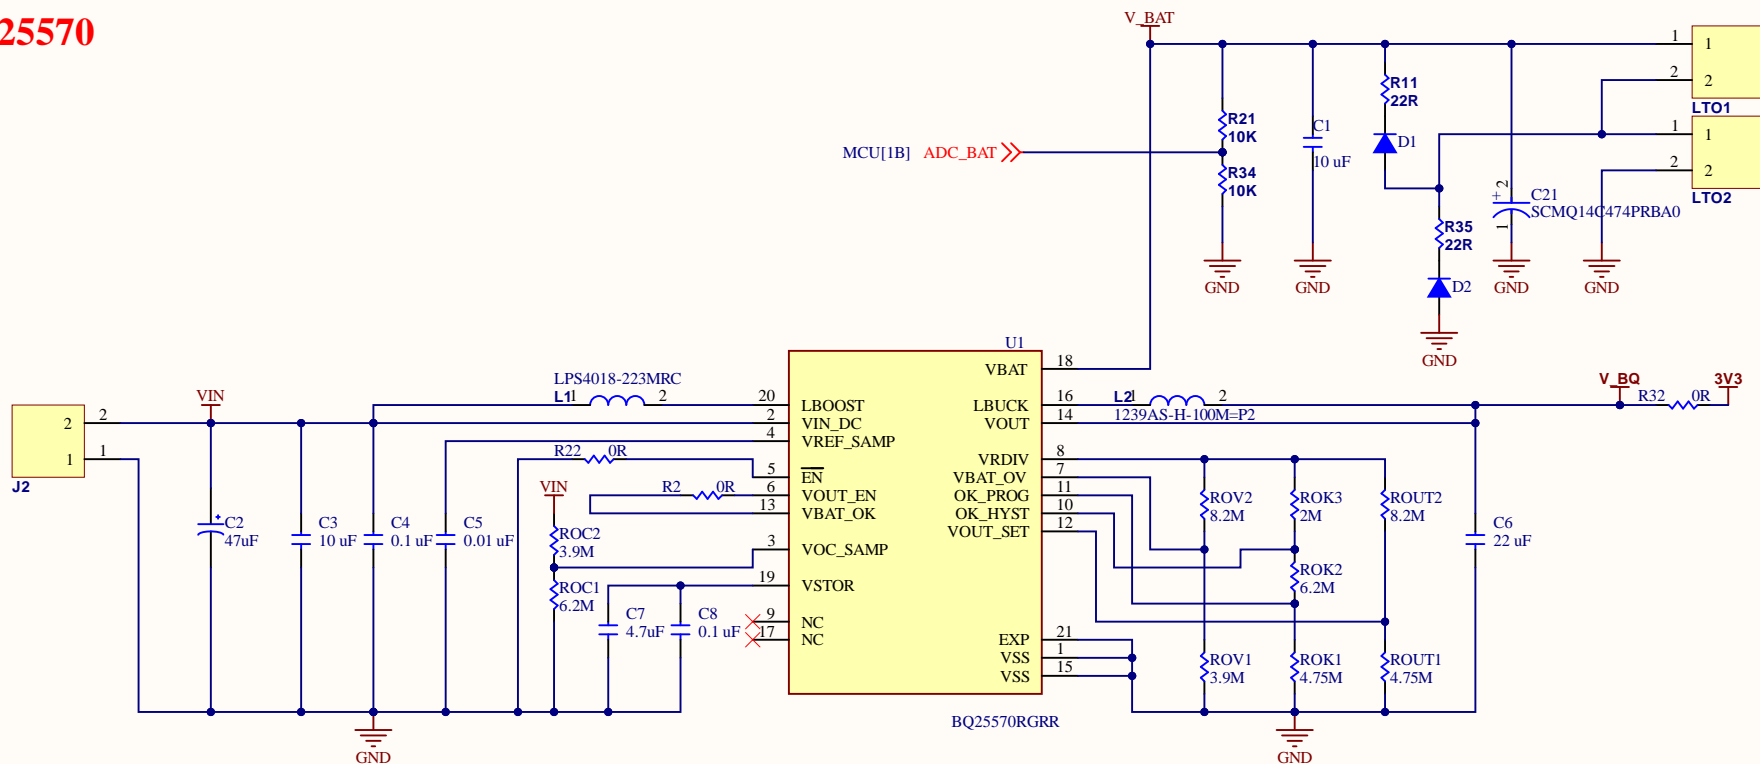 25570
V_BAT
1
1
2
2
LTO1
1
1
2
2
LTO2
R11
22R
D1
R21
10K
MCU[1B] ADC_BAT
R34
10K
C1
10 uF
R35
22R
D2
+
2
1
C21
SCMQ14C474PRBA0
GND
GND
GND
GND
GND
U1
VBAT
18
LPS4018-223MRC
L1
1
2
20
LBOOST
2
VIN_DC
4
VREF_SAMP
R22
0R
5
EN
R2
0R
6
VOUT_EN
13
VBAT_OK
3
VOC_SAMP
19
VSTOR
9
NC
17
NC
VIN
2
2
1
1
J2
C2
47uF
C3
10 uF
C4
0.1 uF
C5
0.01 uF
VIN
ROC2
3.9M
ROC1
6.2M
C7
4.7uF
C8
0.1 uF
GND
LBUCK
16
L2
1
2
1239AS-H-100M=P2
VOUT
14
VRDIV
8
VBAT_OV
7
OK_PROG
11
OK_HYST
10
VOUT_SET
12
EXP
21
VSS
1
VSS
15
BQ25570RGRR
ROV2
8.2M
OK3
ROK3
2M
ROUT2
8.2M
ROK2
6.2M
ROV1
3.9M
ROK1
4.75M
ROUT1
4.75M
C6
22 uF
V_BQ
R32
0R
3V3
GND